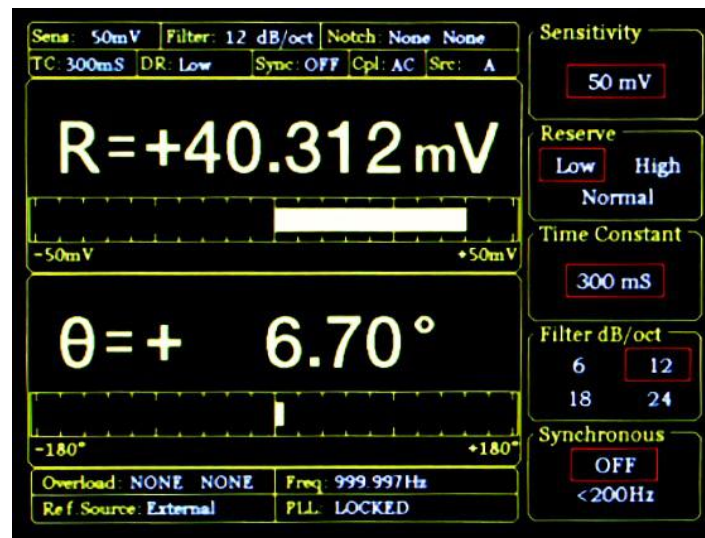 Sens: 50mV Filter: 12 dB/oct Notch: None None
TC: 300mS DR: Low Sync: OFF Cpl: AC Src: A
R=+40.312 mV
-50mV +50mV
θ=+ 6.70°
-180° +180°
Overload: NONE NONE Freq: 999.997Hz
Ref.Source: External PLL: LOCKED
Sensitivity
50 mV
Reserve
Low High
Normal
Time Constant
300 mS
Filter dB/oct
6 12
18 24
Synchronous
OFF
<200Hz